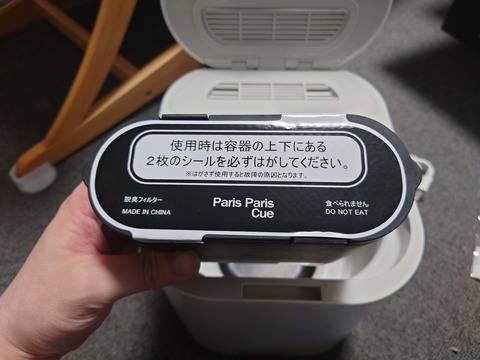 使用時は容器の上下にある
2枚のシールを必ずはがしてください。
※はがさず使用すると故障の原因となります。
脱臭フィルター
MADE IN CHINA
Paris Paris
Cue
食べられません
DO NOT EAT